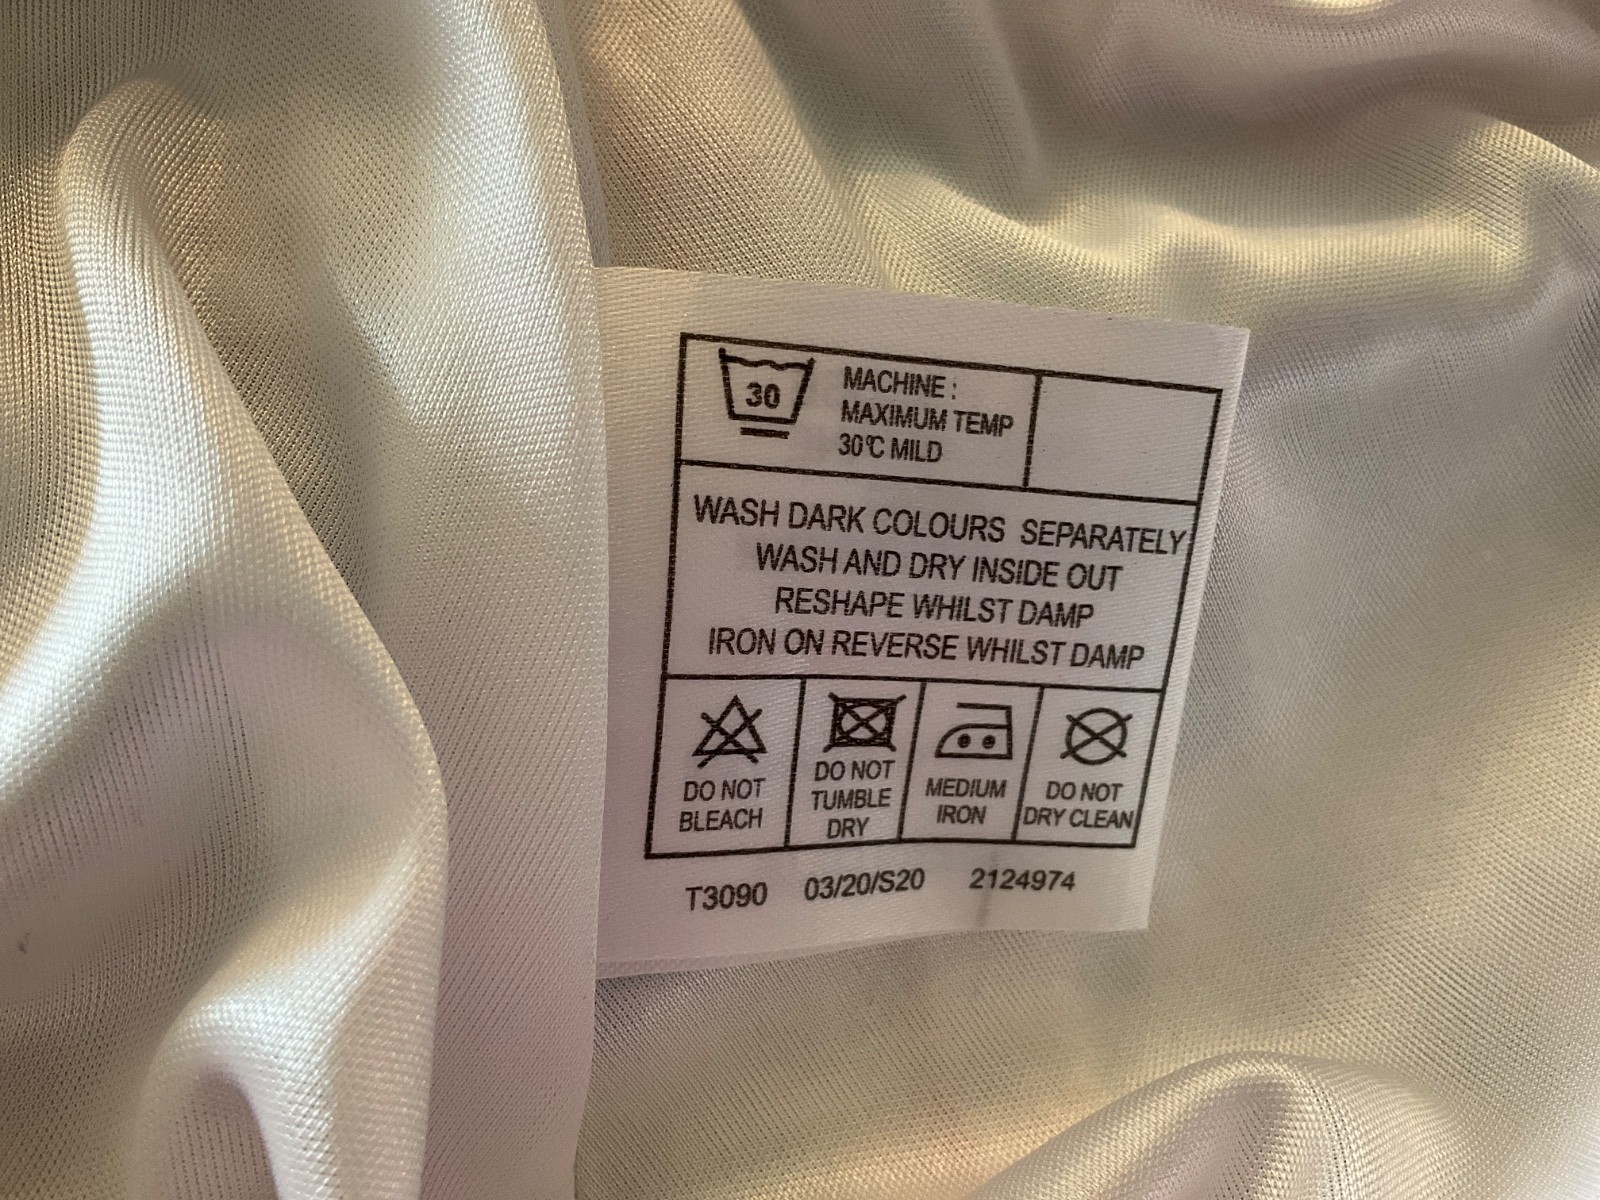 30
MACHINE :
MAXIMUM TEMP
30°C MILD
WASH DARK COLOURS SEPARATELY
WASH AND DRY INSIDE OUT
RESHAPE WHILST DAMP
IRON ON REVERSE WHILST DAMP
DO NOT
BLEACH
DO NOT
TUMBLE
DRY
MEDIUM
IRON
DO NOT
DRY CLEAN
T3090 03/20/S20 2124974